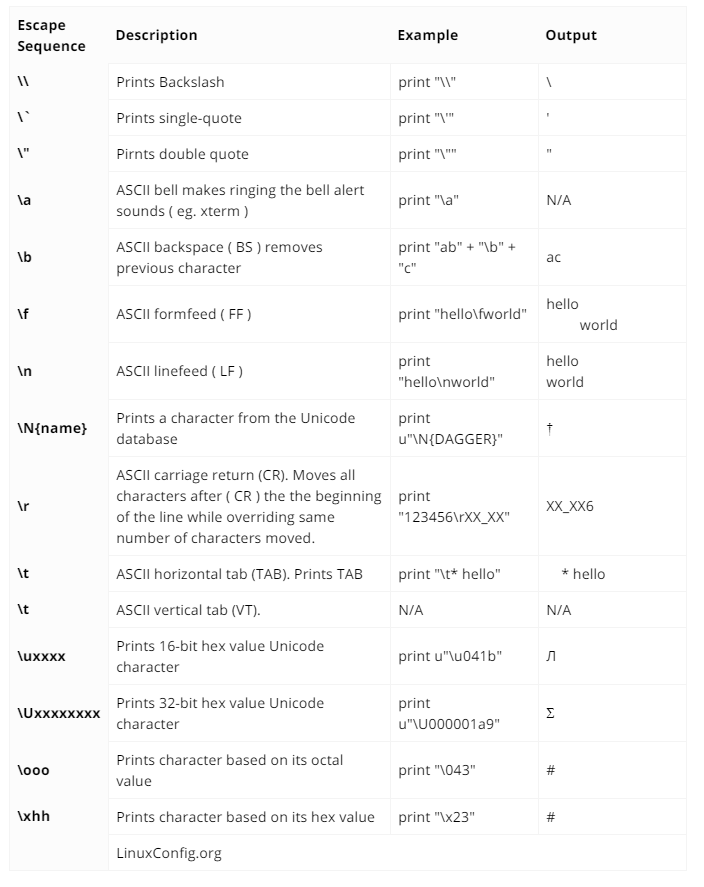 Escape Sequence Description Example Output
\\ Prints Backslash print "\\" \
\` Prints single-quote print "\'" '
\" Pirnts double quote print "\"" "
\a ASCII bell makes ringing the bell alert sounds ( eg. xterm ) print "\a" N/A
\b ASCII backspace ( BS ) removes previous character print "ab" + "\b" + "c" ac
\f ASCII formfeed ( FF ) print "hello\fworld" hello
world
\n ASCII linefeed ( LF ) print "hello\nworld" hello
world
\N{name} Prints a character from the Unicode database print u"\N{DAGGER}" †
\r ASCII carriage return (CR). Moves all characters after ( CR ) the the beginning of the line while overriding same number of characters moved. print "123456\rXX_XX" XX_XX6
\t ASCII horizontal tab (TAB). Prints TAB print "\t* hello" * hello
\t ASCII vertical tab (VT). N/A N/A
\uxxxx Prints 16-bit hex value Unicode character print u"\u041b" Л
\Uxxxxxxxx Prints 32-bit hex value Unicode character print u"\U000001a9" Σ
\ooo Prints character based on its octal value print "\043" #
\xhh Prints character based on its hex value print "\x23" #
LinuxConfig.org